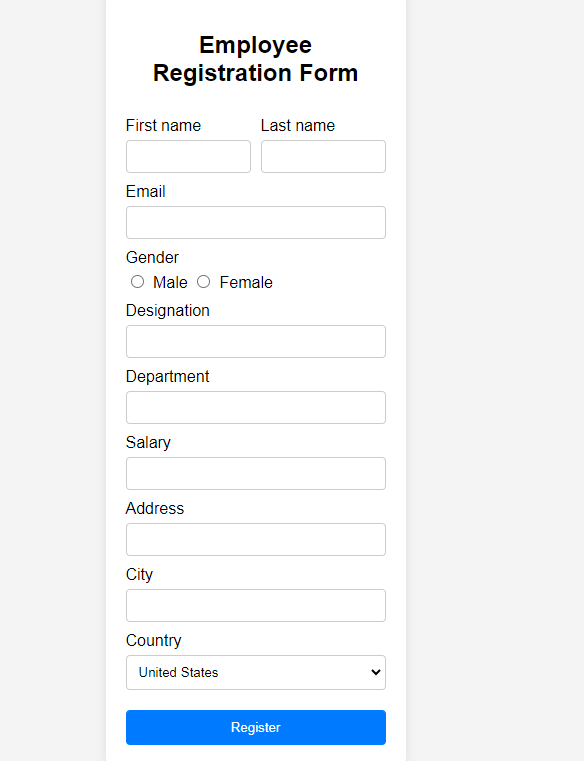 Employee
Registration Form
First name Last name
Email
Gender
Male Female
Designation
Department
Salary
Address
City
Country
United States
Register